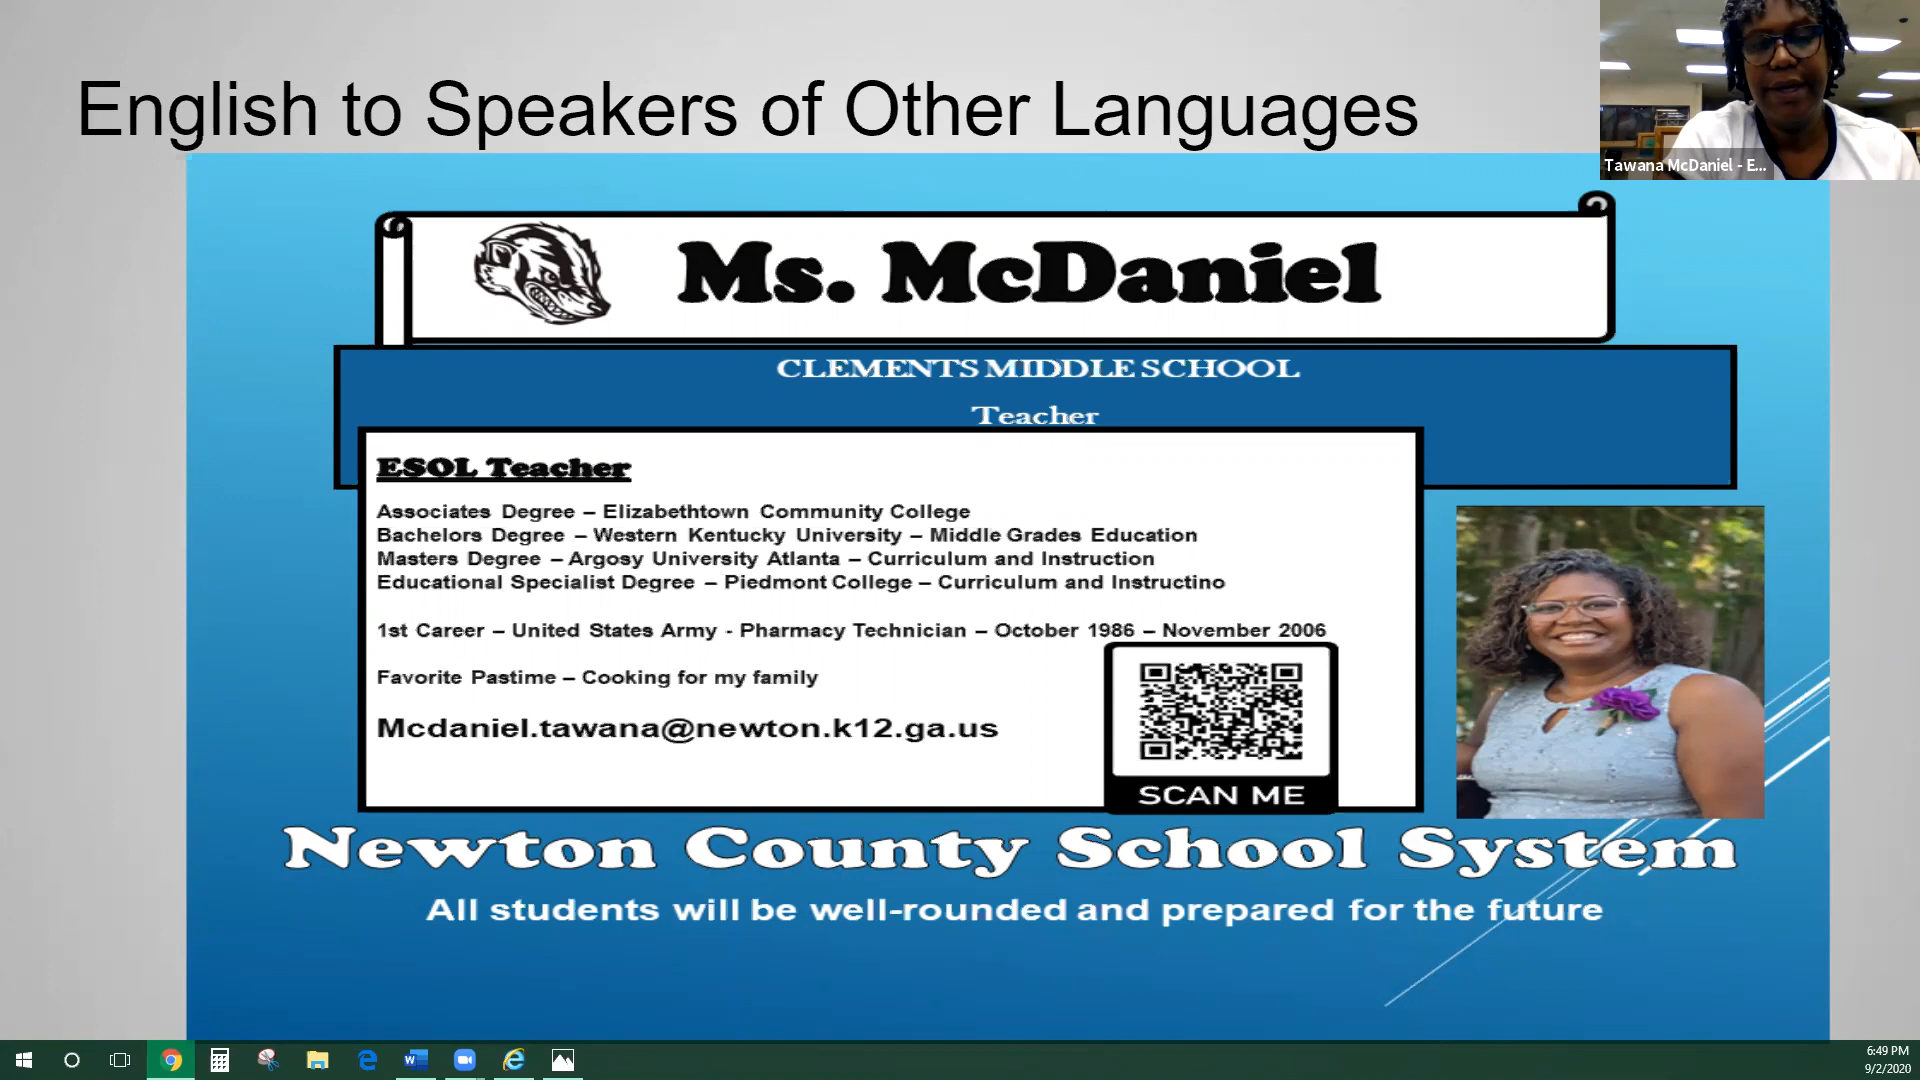 English to Speakers of Other Languages
Tawana McDaniel - E...
Ms. McDaniel
CLEMENTS MIDDLE SCHOOL
Teacher
ESOL Teacher
Associates Degree – Elizabethtown Community College
Bachelors Degree – Western Kentucky University – Middle Grades Education
Masters Degree – Argosy University Atlanta – Curriculum and Instruction
Educational Specialist Degree – Piedmont College – Curriculum and Instructino
1st Career – United States Army - Pharmacy Technician – October 1986 – November 2006
Favorite Pastime – Cooking for my family
Mcdaniel.tawana@newton.k12.ga.us
SCAN ME
Newton County School System
All students will be well-rounded and prepared for the future
6:49 PM
9/2/2020